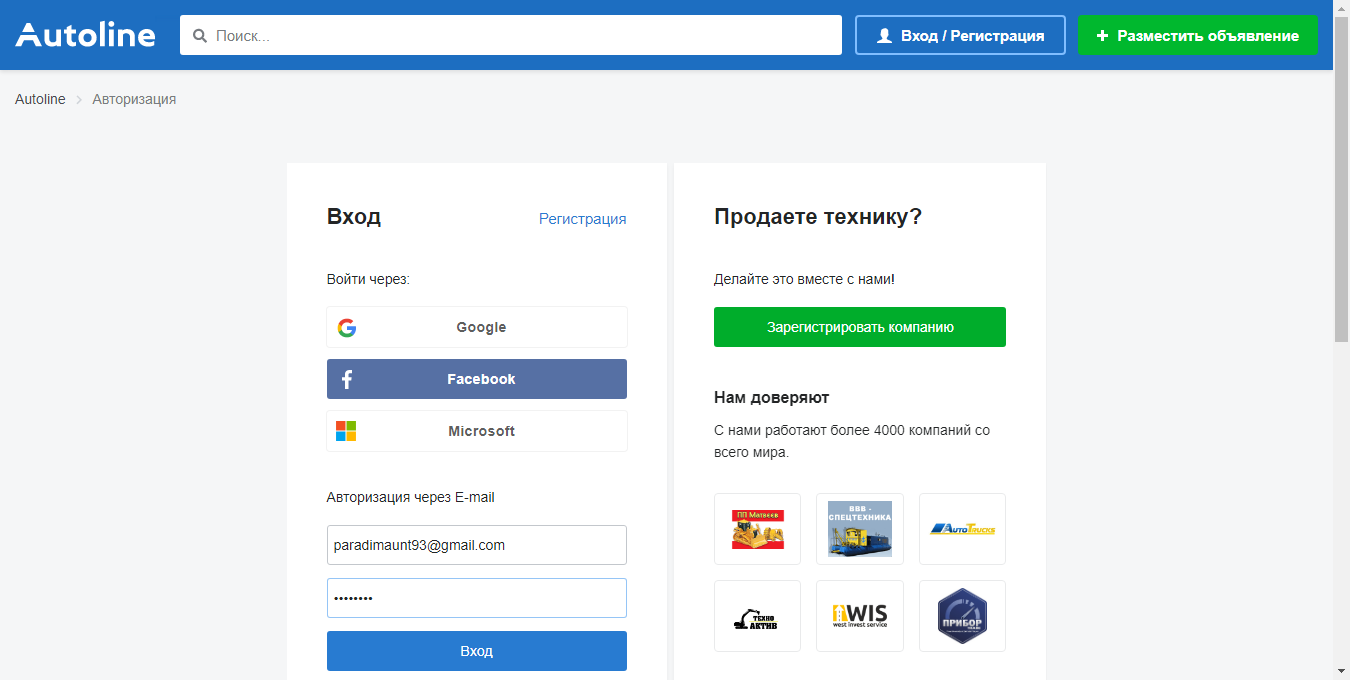 Autoline
Поиск...
Вход / Регистрация
+ Разместить объявление
Autoline > Авторизация
Вход
Регистрация
Войти через:
Google
Facebook
Microsoft
Авторизация через E-mail
paradimaunt93@gmail.com
••••••••
Вход
Продаете технику?
Делайте это вместе с нами!
Зарегистрировать компанию
Нам доверяют
С нами работают более 4000 компаний со
всего мира.
ПП Матвеев
ВВВ -
СПЕЦТЕХНИКА
AUTOTRUCKS
ТЕХНО
АКТИВ
WIS
west invest service
ПРИБОР